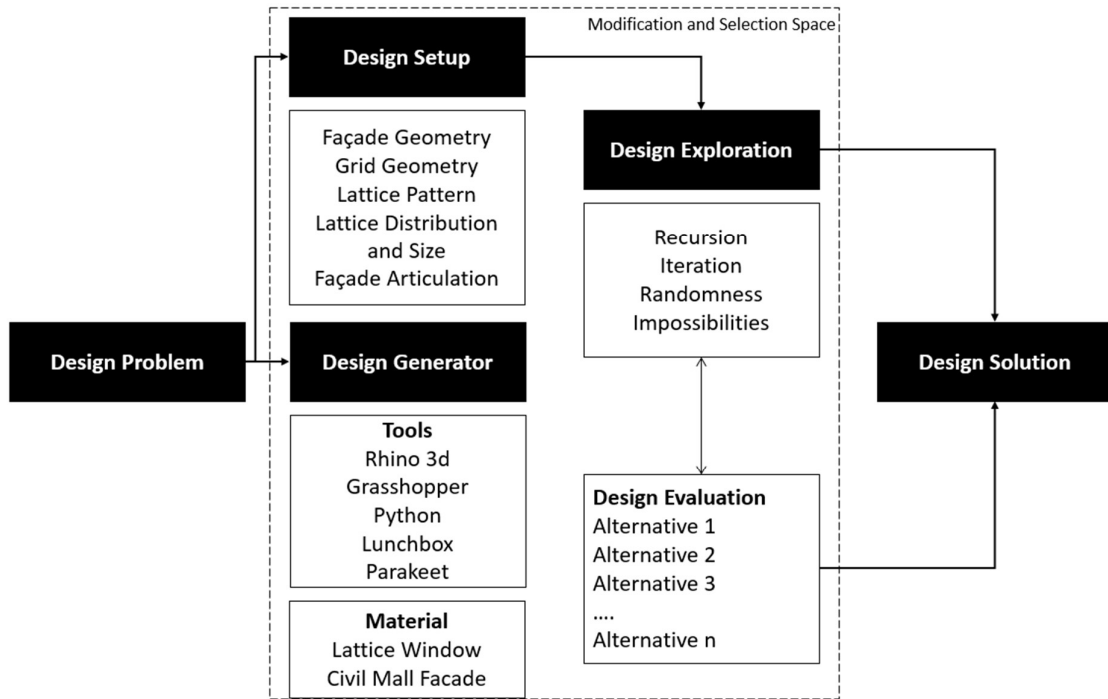 Modification and Selection Space
Design Setup
Façade Geometry
Grid Geometry
Lattice Pattern
Lattice Distribution
and Size
Façade Articulation
Design Exploration
Recursion
Iteration
Randomness
Impossibilities
Design Problem
Design Generator
Design Solution
Tools
Rhino 3d
Grasshopper
Python
Lunchbox
Parakeet
Design Evaluation
Alternative 1
Alternative 2
Alternative 3
....
Alternative n
Material
Lattice Window
Civil Mall Facade